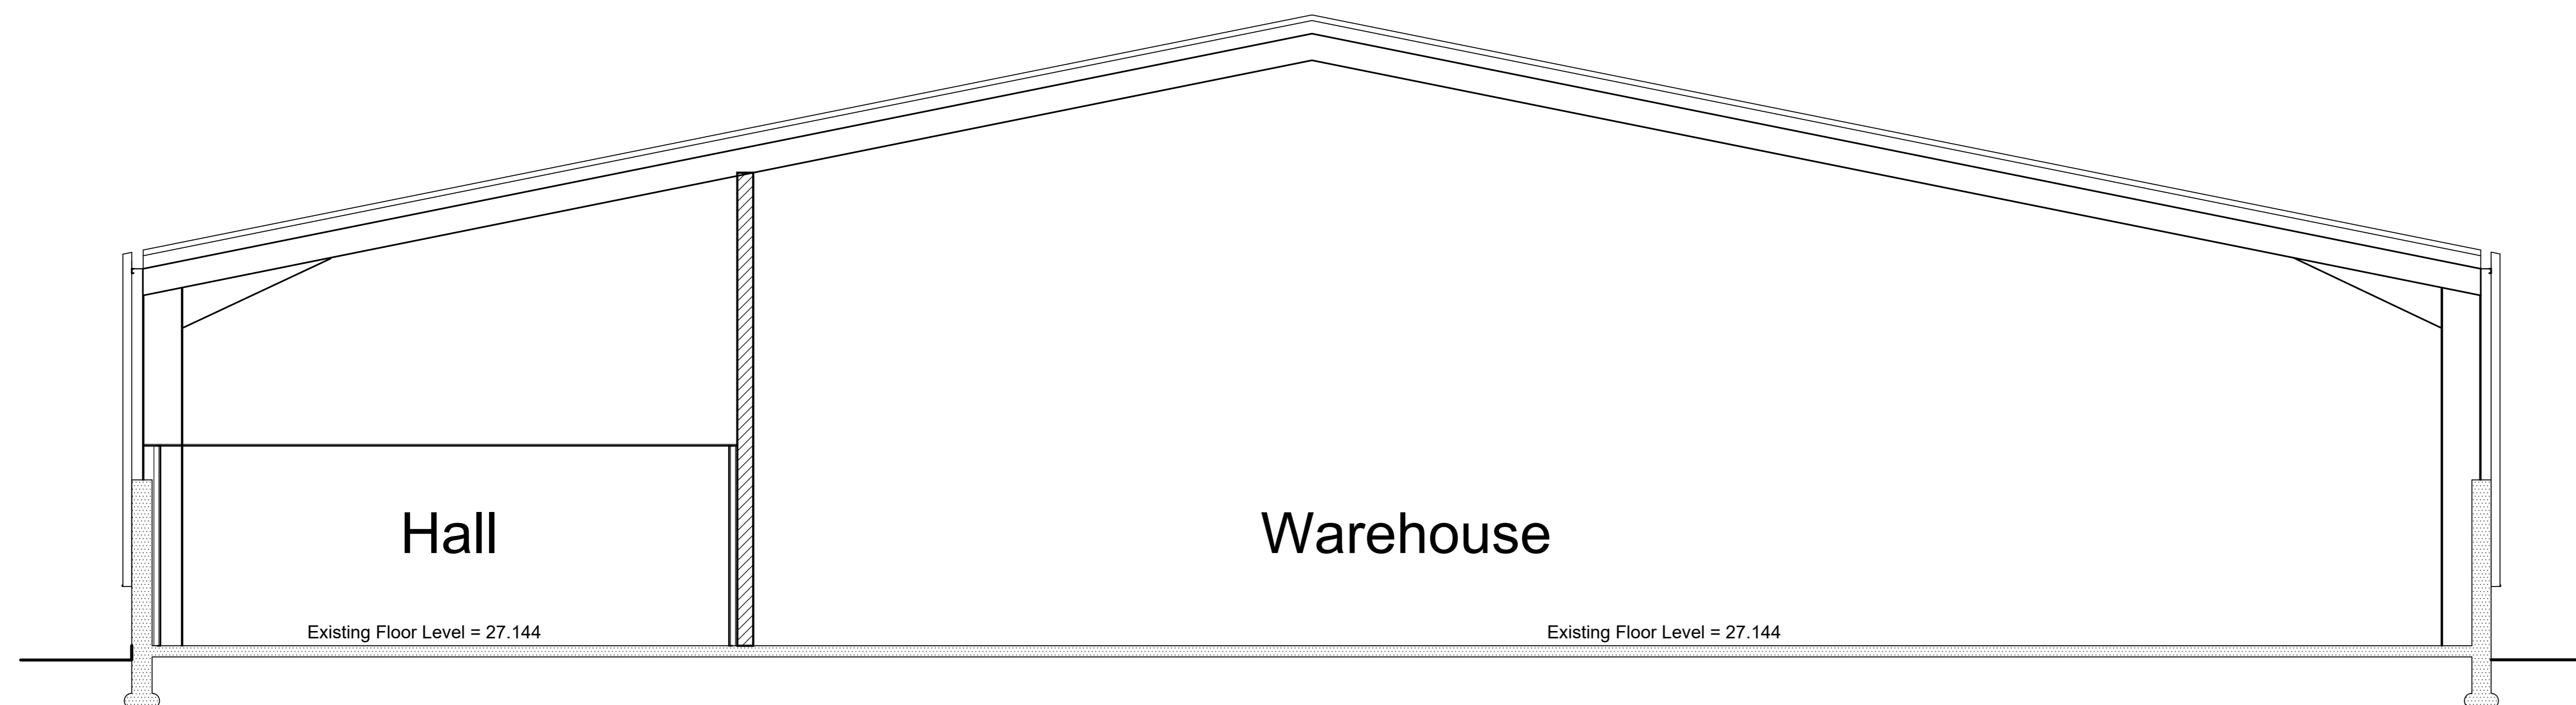 Hall
Warehouse
Existing Floor Level = 27.144
Existing Floor Level = 27.144